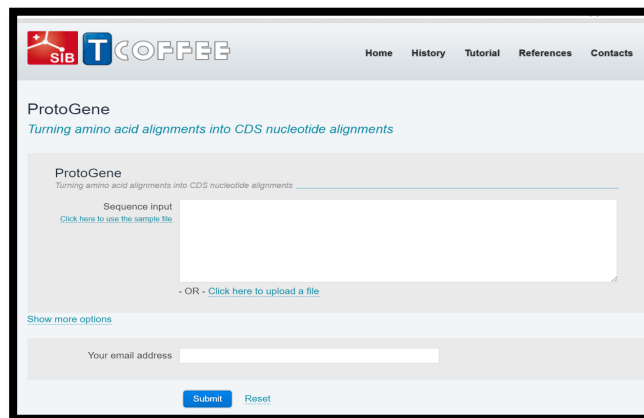 SIB T COFFEE
Home History Tutorial References Contacts
ProtoGene
Turning amino acid alignments into CDS nucleotide alignments
ProtoGene
Turning amino acid alignments into CDS nucleotide alignments
Sequence input
Click here to use the sample file
- OR - Click here to upload a file
Show more options
Your email address
Submit Reset